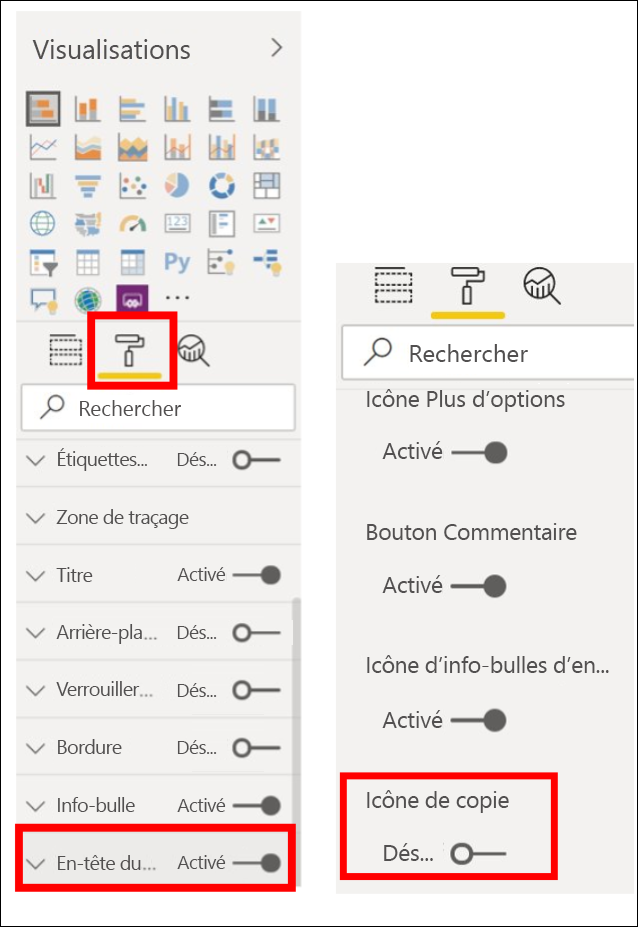 Visualisations
123
Py
Rechercher
Étiquettes... Dés...
Zone de traçage
Titre Activé
Arrière-pla... Dés...
Verrouiller... Dés...
Bordure Dés...
Info-bulle Activé
En-tête du... Activé
Rechercher
Icône Plus d’options
Activé
Bouton Commentaire
Activé
Icône d’info-bulles d’en...
Activé
Icône de copie
Dés...